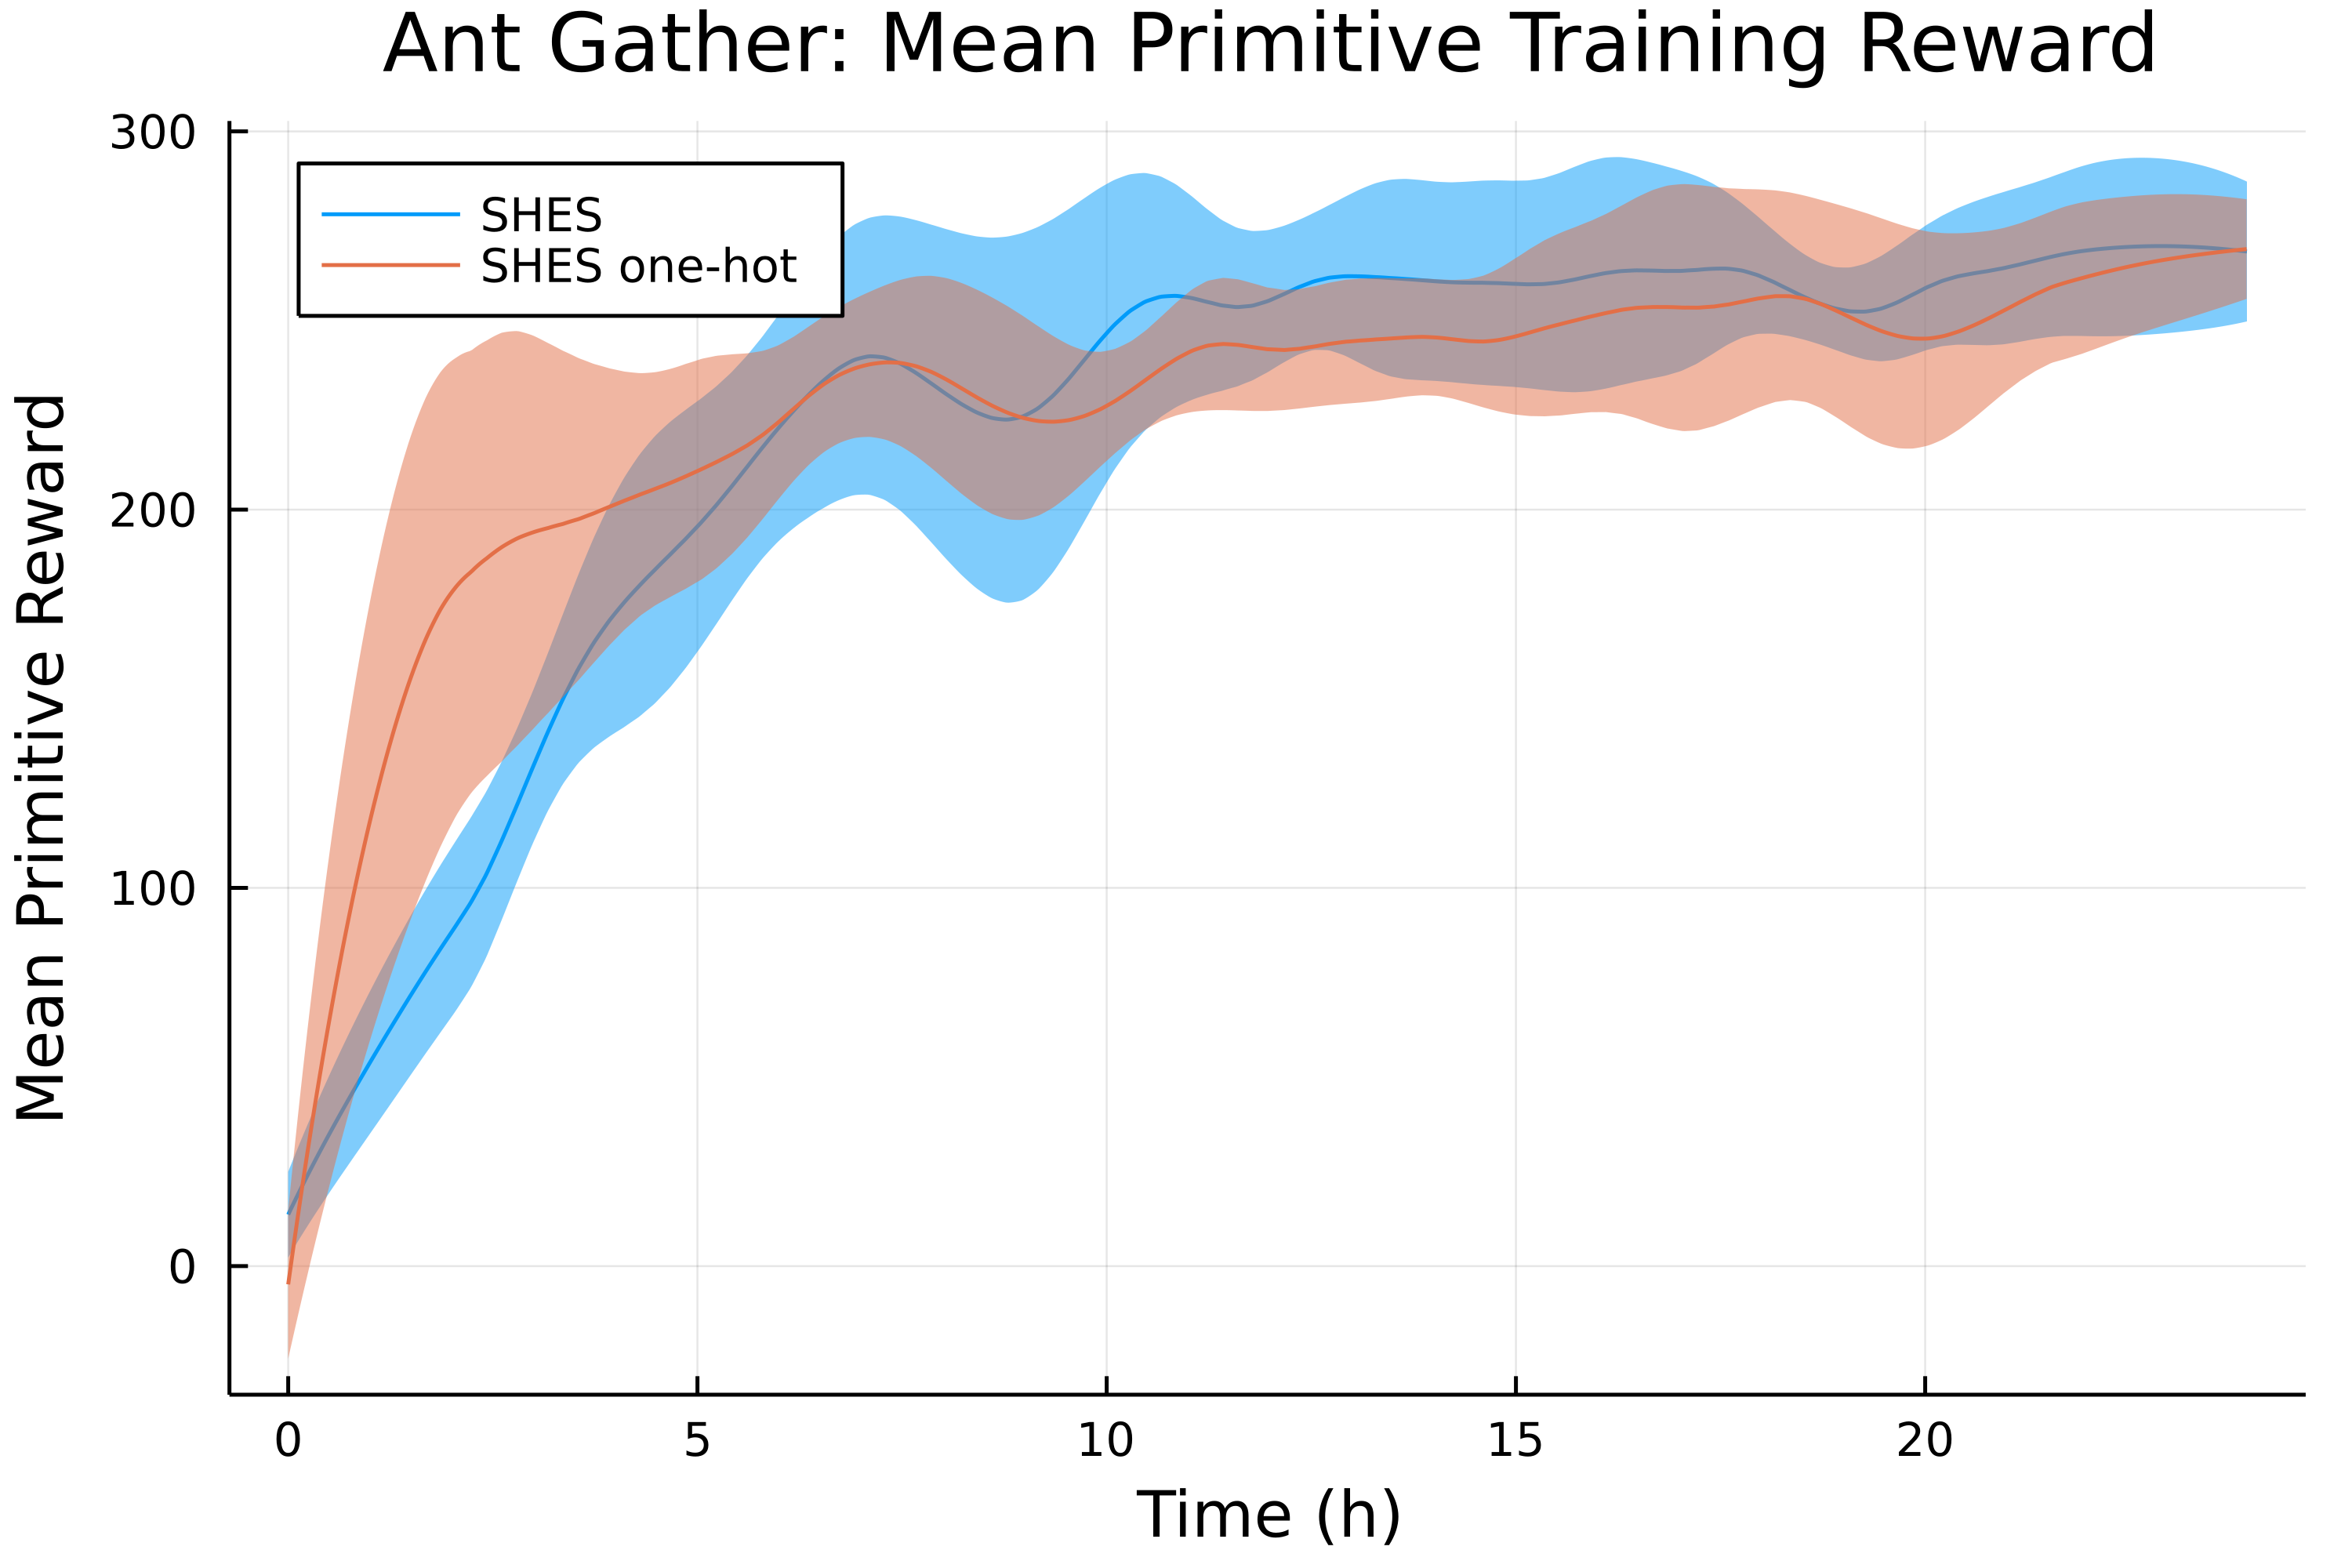 Ant Gather: Mean Primitive Training Reward
300
200
100
0
Mean Primitive Reward
SHES
SHES one-hot
0 5 10 15 20
Time (h)